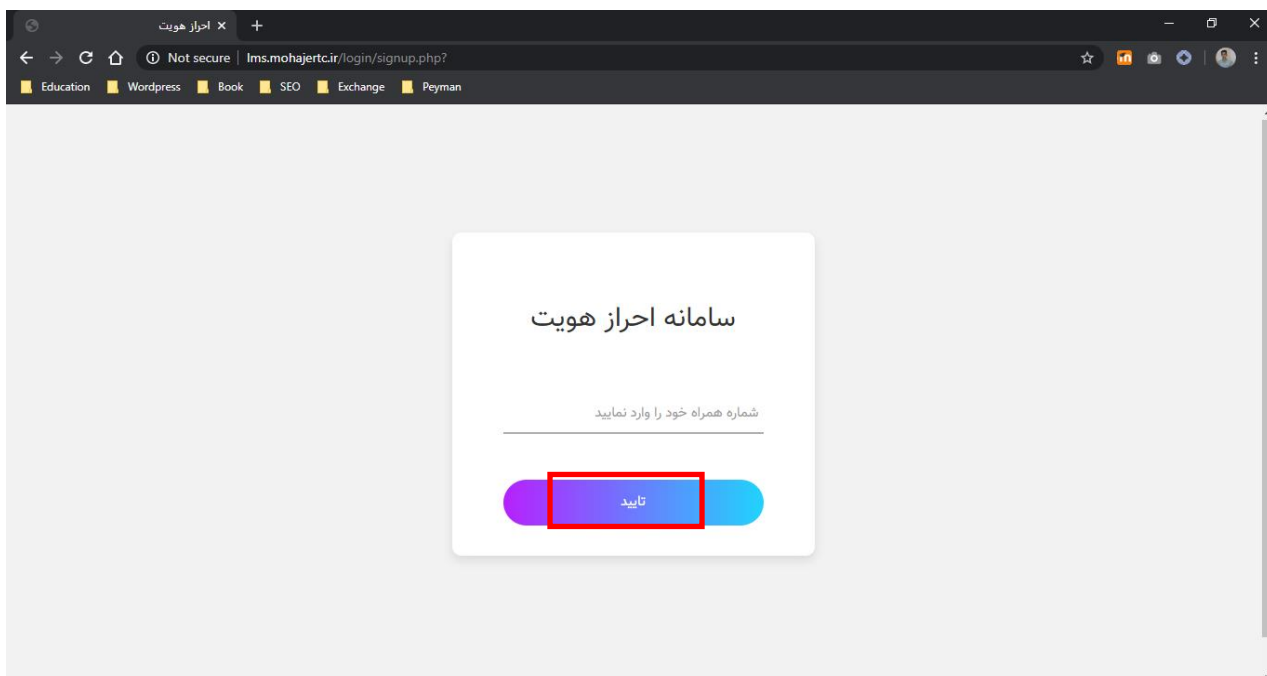 احراز هویت
Not secure | lms.mohajertc.ir/login/signup.php?
Education Wordpress Book SEO Exchange Peyman
سامانه احراز هویت
شماره همراه خود را وارد نمایید
تایید